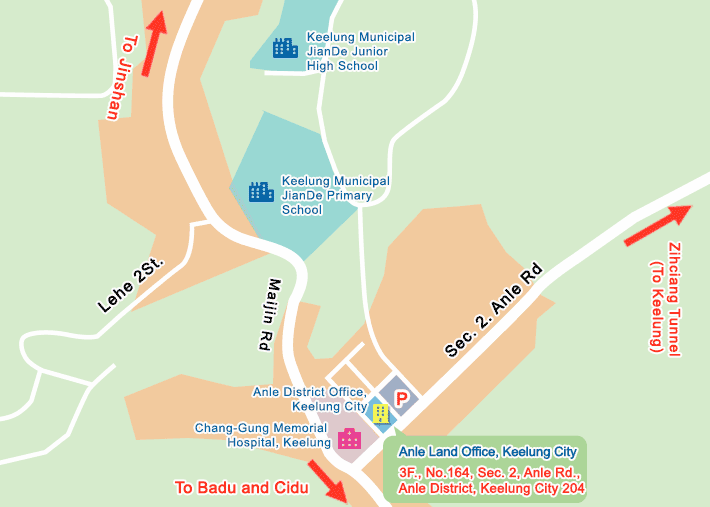 To Jinshan
Keelung Municipal
JianDe Junior
High School
Keelung Municipal
JianDe Primary
School
Lehe 2St.
Maijin Rd
Sec. 2. Anle Rd
Zihciang Tunnel
(To Keelung)
Anle District Office,
Keelung City
P
Chang-Gung Memorial
Hospital, Keelung
Anle Land Office, Keelung City
3F., No.164, Sec. 2, Anle Rd.,
Anle District, Keelung City 204
To Badu and Cidu